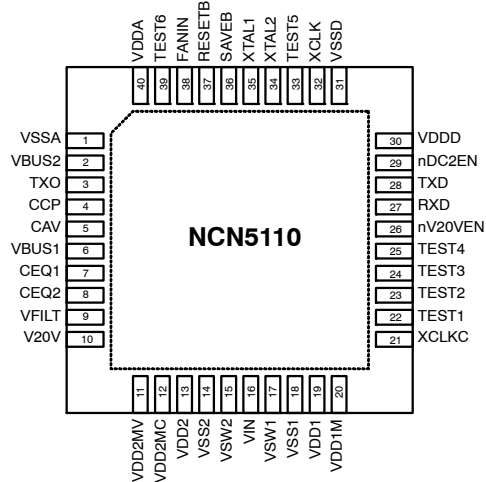 VDDA
TEST6
FANIN
RESETB
SAVEB
XTAL1
XTAL2
TEST5
XCLK
VSSD
40
39
38
37
36
35
34
33
32
31
VSSA 1
VBUS2 2
TXO 3
CCP 4
CAV 5
VBUS1 6
CEQ1 7
CEQ2 8
VFILT 9
V20V 10
NCN5110
30 VDDD
29 nDC2EN
28 TXD
27 RXD
26 nV20VEN
25 TEST4
24 TEST3
23 TEST2
22 TEST1
21 XCLKC
11
12
13
14
15
16
17
18
19
20
VDD2MV
VDD2MC
VDD2
VSS2
VSW2
VIN
VSW1
VSS1
VDD1
VDD1M